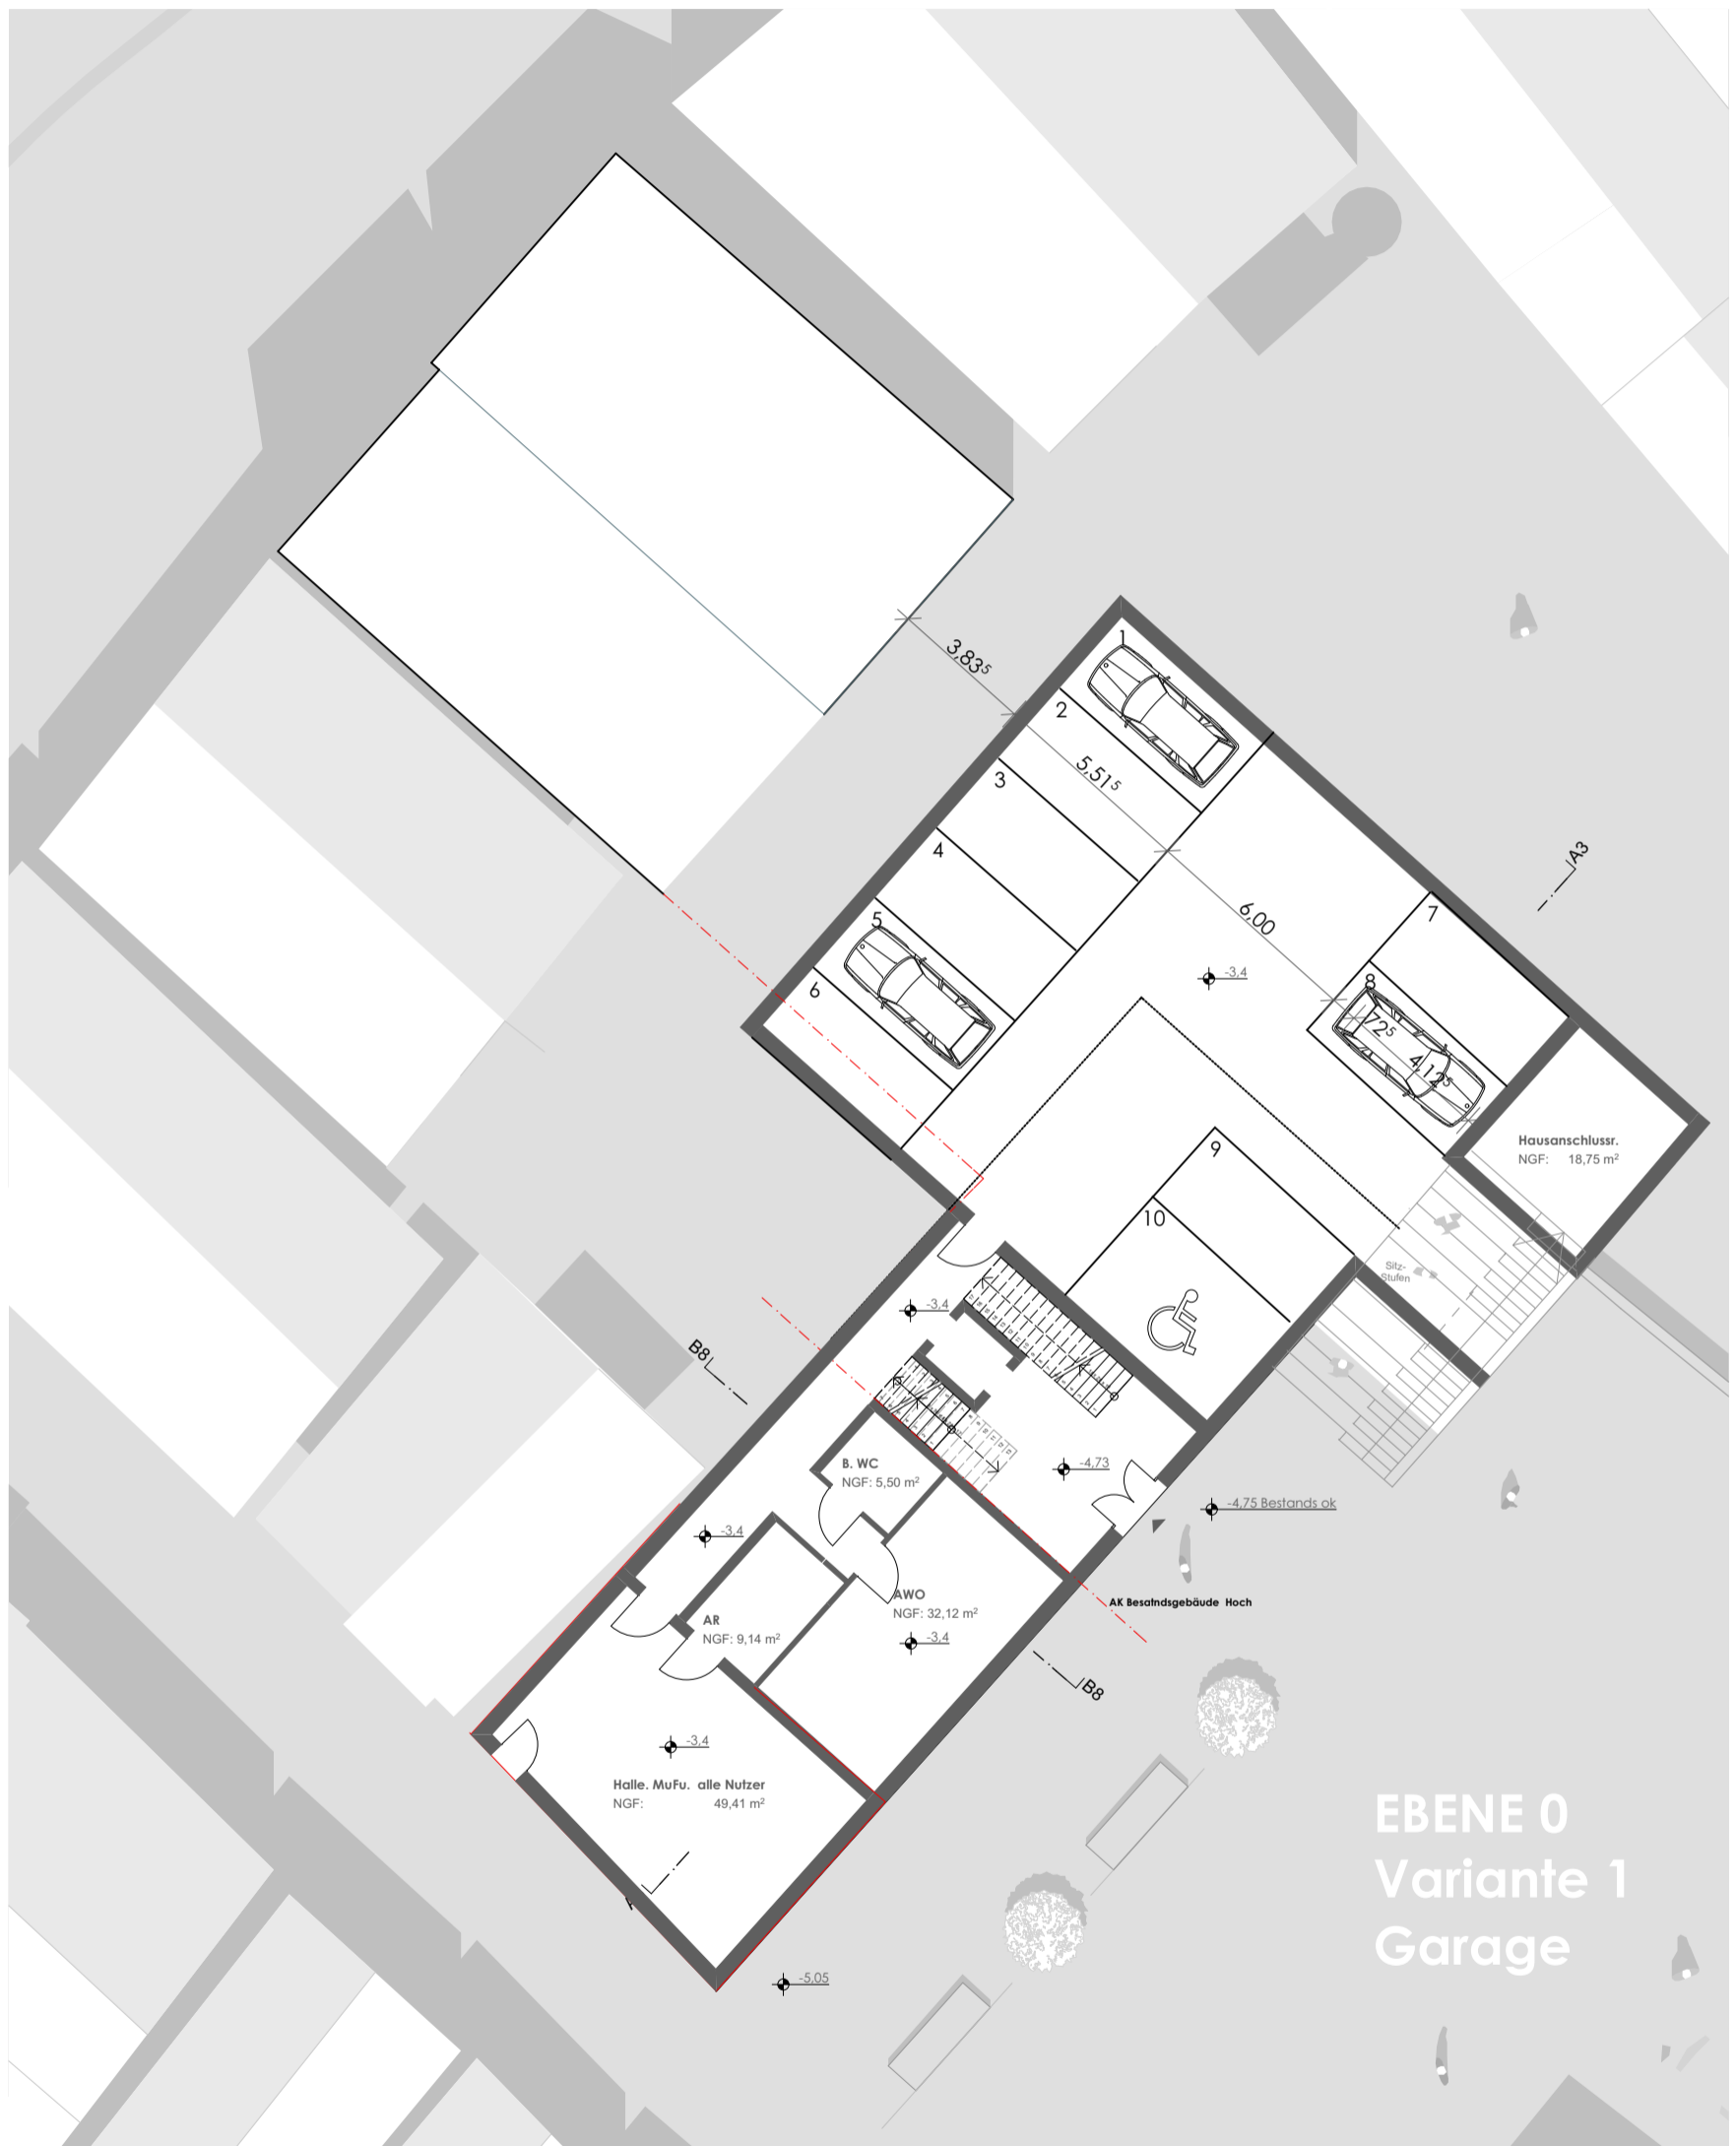 1
3,83⁵
2
5,51⁵
3
4
A3
5
6,00
7
-3,4
8
6
72⁵
4,12⁵
Hausanschlussr.
NGF: 18,75 m²
9
10
Sitz-
Stufen
-3,4
B8
B. WC
NGF: 5,50 m²
-4,73
-4,75 Bestands ok
-3,4
AWO
NGF: 32,12 m²
AK Besatndsgebäude Hoch
AR
NGF: 9,14 m²
-3,4
B8
-3,4
Halle. MuFu. alle Nutzer
NGF: 49,41 m²
EBENE 0
Variante 1
Garage
-5,05